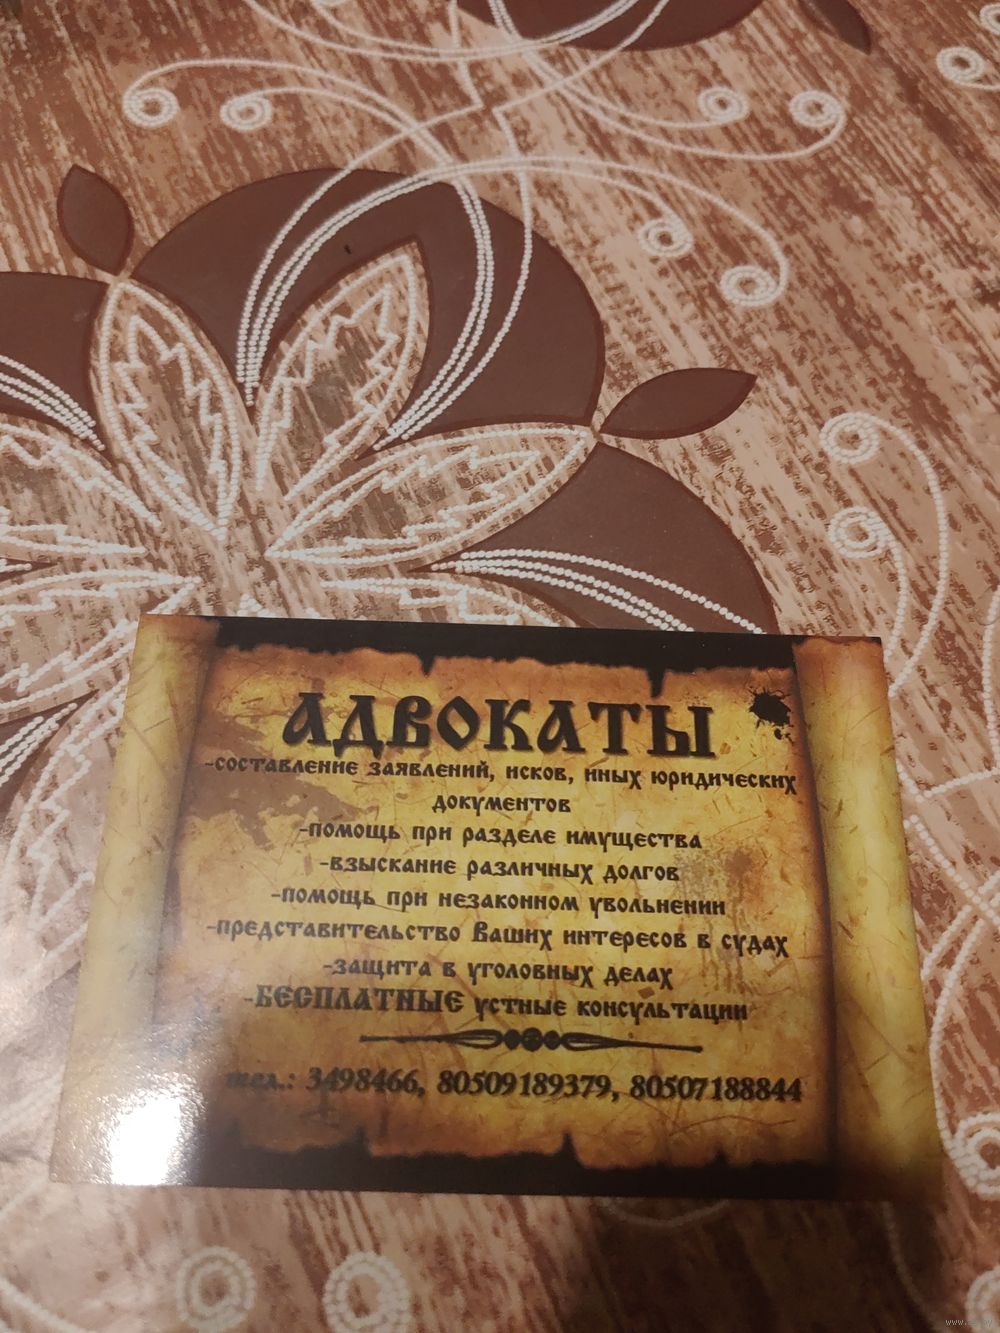 АДВОКАТЫ
-составление заявлений, исков, иных юридических
документов
-помощь при разделе имущества
-взыскание различных долгов
-помощь при незаконном увольнении
-представительство Ваших интересов в судах
-защита в уголовных делах
-БЕСПЛАТНЫЕ устные консультации
тел.: 3498466, 80509189379, 80507188844